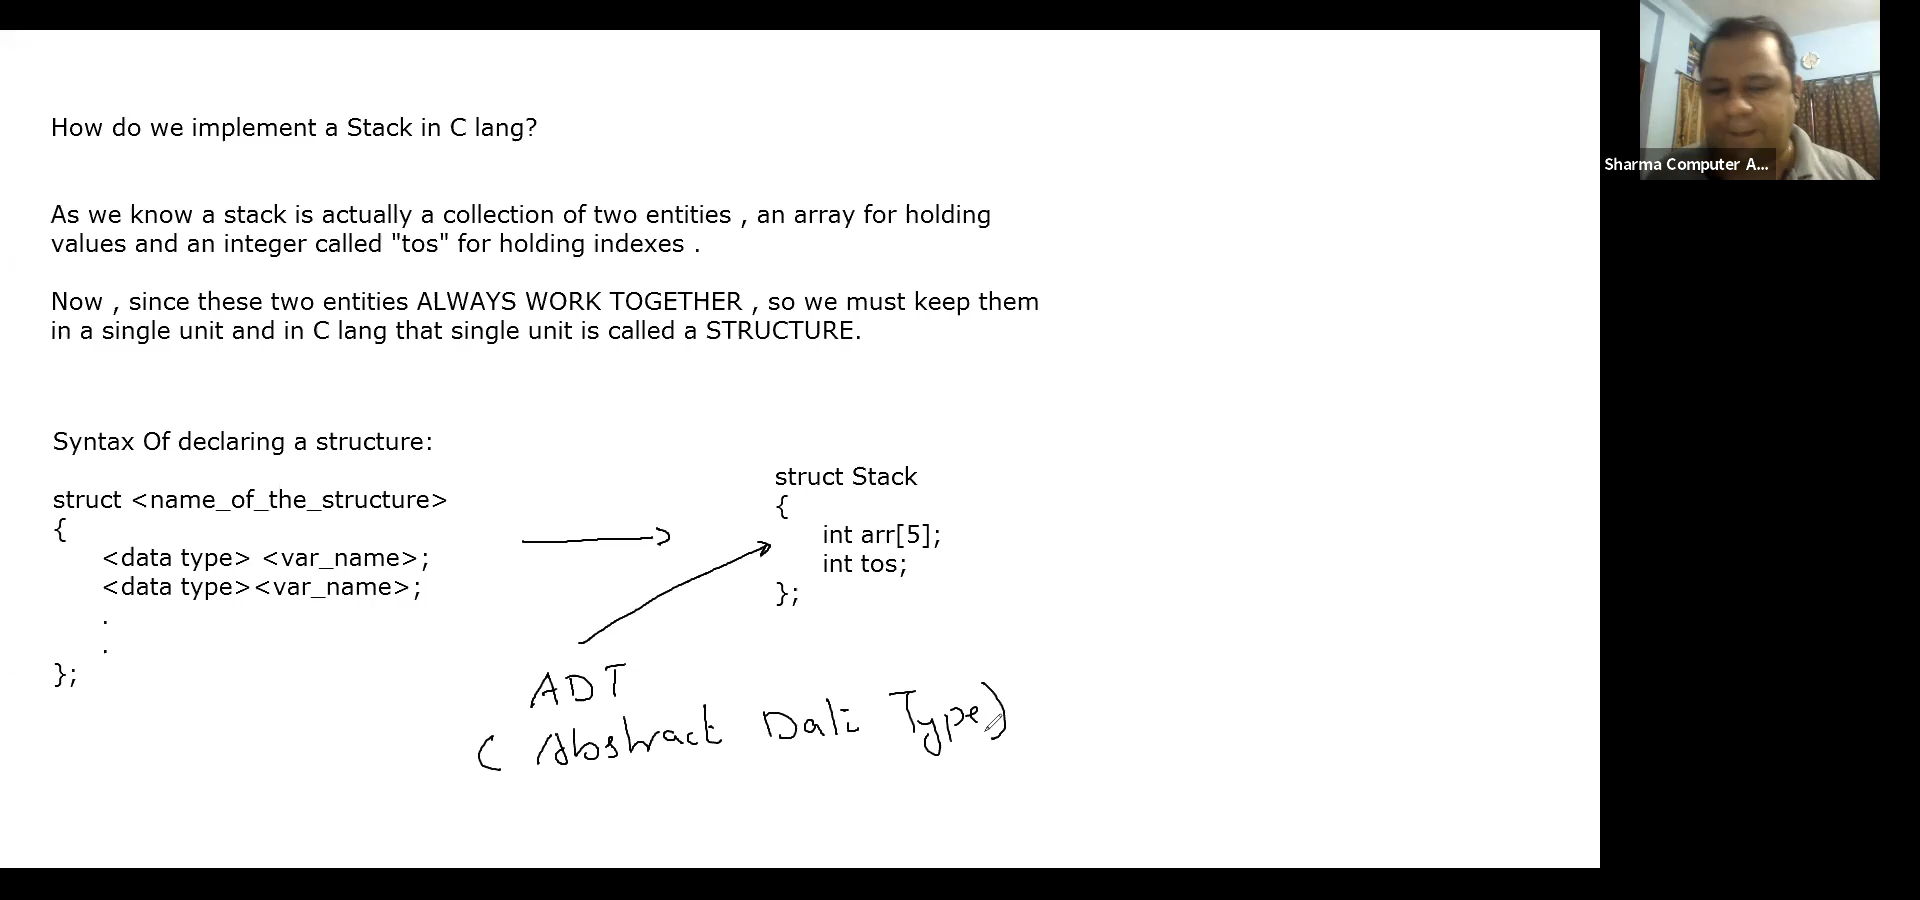 How do we implement a Stack in C lang?
As we know a stack is actually a collection of two entities , an array for holding
values and an integer called "tos" for holding indexes .
Now , since these two entities ALWAYS WORK TOGETHER , so we must keep them
in a single unit and in C lang that single unit is called a STRUCTURE.
Syntax Of declaring a structure:
struct <name_of_the_structure>
{
<data type> <var_name>;
<data type><var_name>;
.
.
};
struct Stack
{
int arr[5];
int tos;
};
ADT
( Abstract Data Type)
Sharma Computer A...